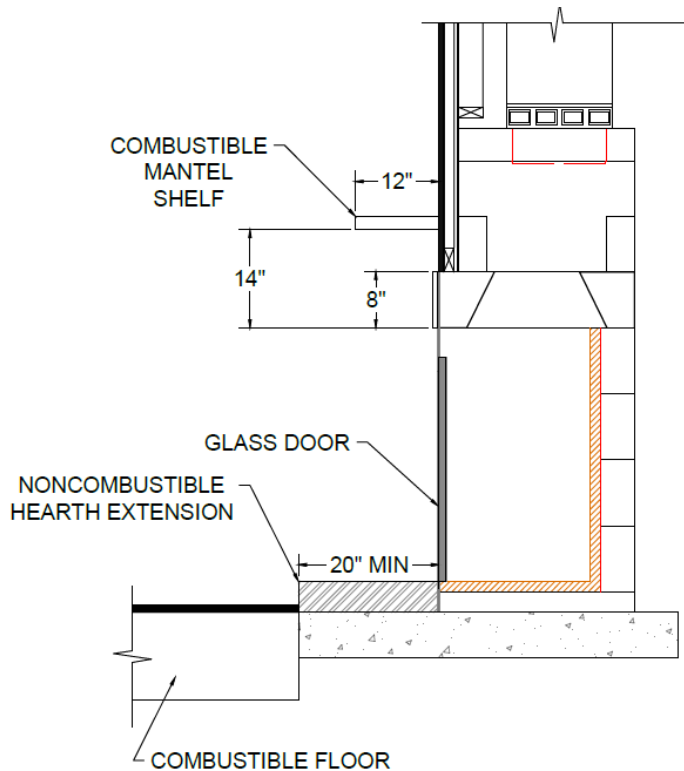 COMBUSTIBLE
MANTEL
SHELF
12"
14"
8"
GLASS DOOR
NONCOMBUSTIBLE
HEARTH EXTENSION
20" MIN
COMBUSTIBLE FLOOR